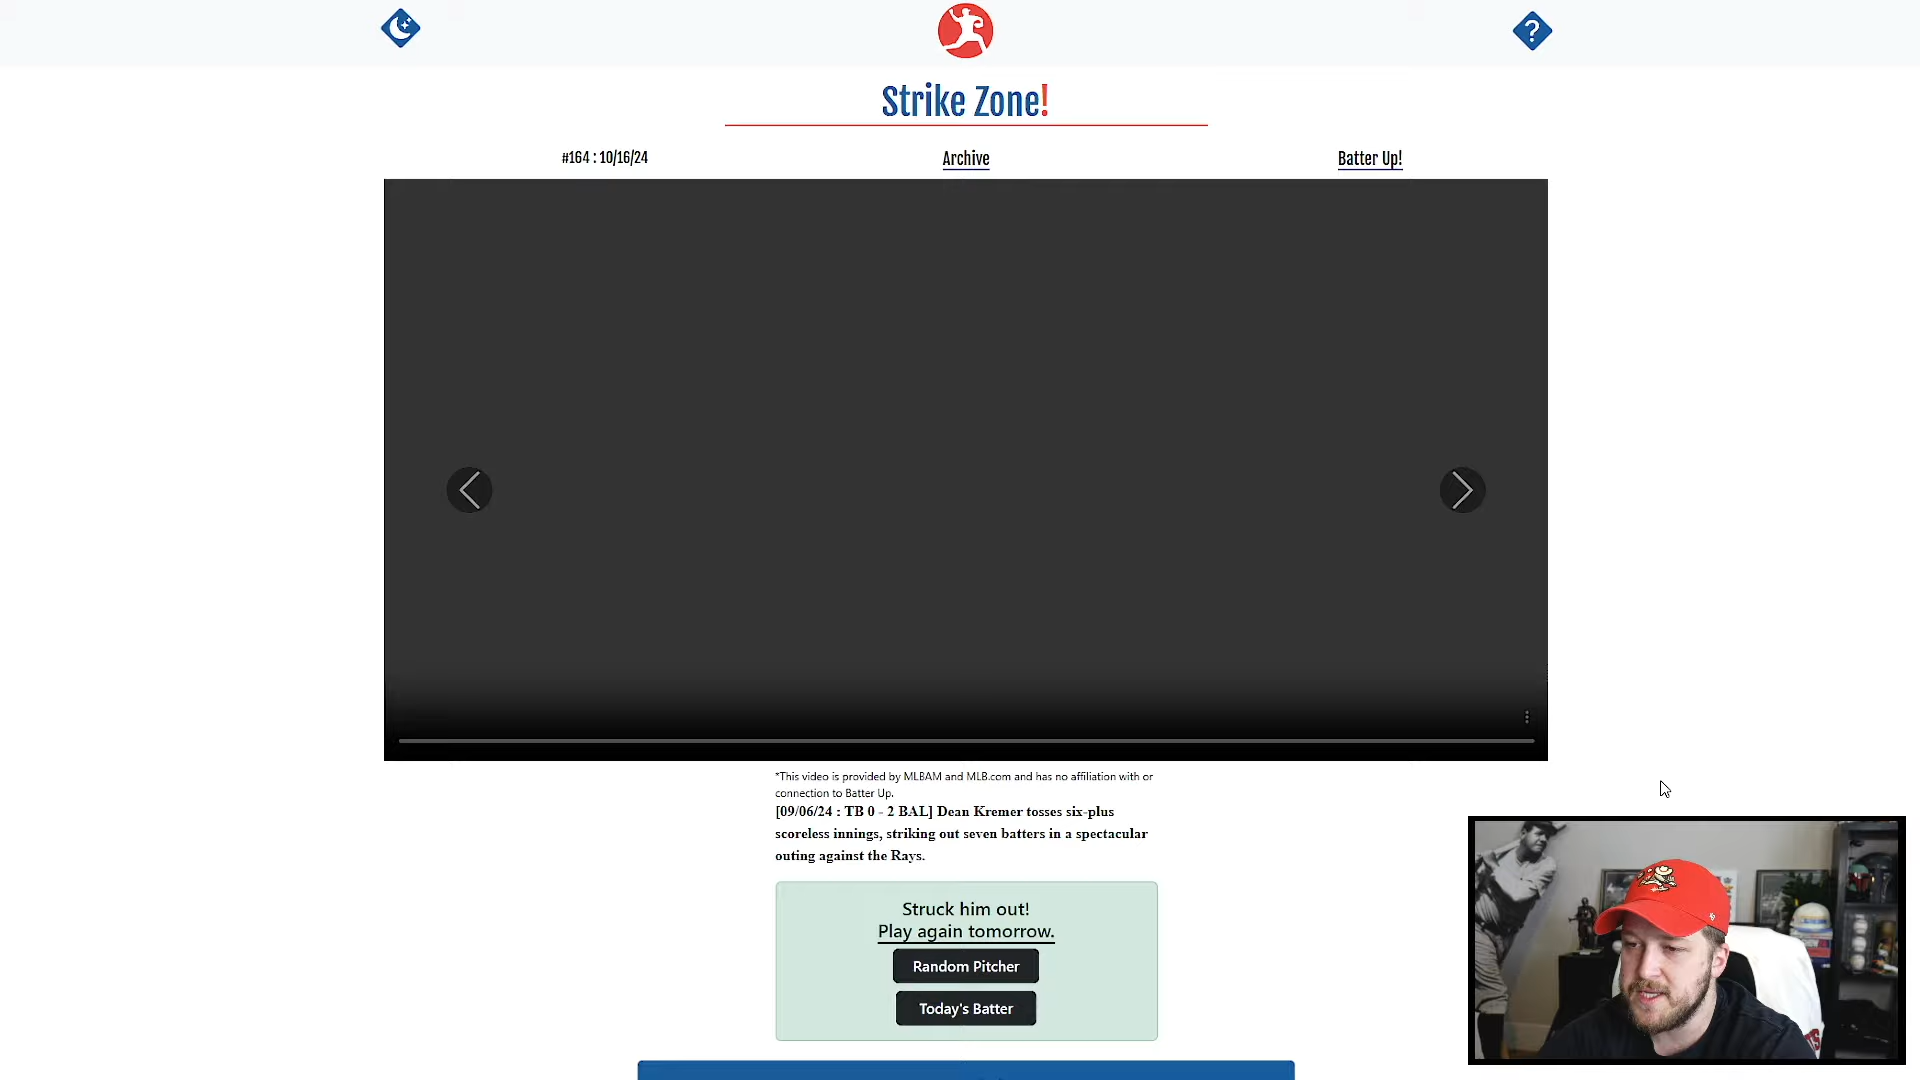 Strike Zone!
#164 : 10/16/24
Archive
Batter Up!
*This video is provided by MLBAM and MLB.com and has no affiliation with or
connection to Batter Up.
[09/06/24 : TB 0 - 2 BAL] Dean Kremer tosses six-plus
scoreless innings, striking out seven batters in a spectacular
outing against the Rays.
Struck him out!
Play again tomorrow.
Random Pitcher
Today's Batter